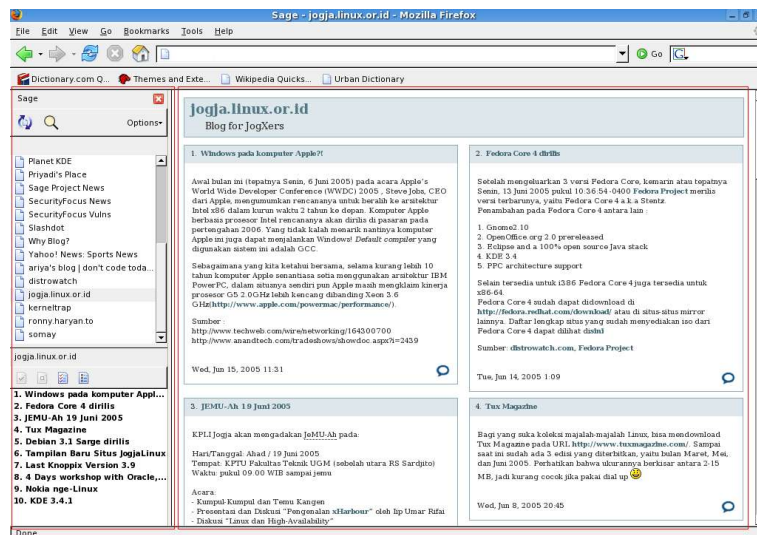 Sage - jogja.linux.or.id - Mozilla Firefox
File Edit View Go Bookmarks Tools Help
Go
Dictionary.com Q... Themes and Exte... Wikipedia Quicks... Urban Dictionary
Sage
Options
Planet KDE
Priyadi's Place
Sage Project News
SecurityFocus News
SecurityFocus Vulns
Slashdot
Why Blog?
Yahoo! News: Sports News
ariya's blog | don't code toda...
distrowatch
jogja.linux.or.id
kerneltrap
ronny.haryan.to
somay
jogja.linux.or.id
1. Windows pada komputer Appl...
2. Fedora Core 4 dirilis
3. JEMU-Ah 19 Juni 2005
4. Tux Magazine
5. Debian 3.1 Sarge dirilis
6. Tampilan Baru Situs JogjaLinux
7. Last Knoppix Version 3.9
8. 4 Days workshop with Oracle,...
9. Nokia nge-Linux
10. KDE 3.4.1
Done
jogja.linux.or.id
Blog for JogXers
1. Windows pada komputer Apple?!
Awal bulan ini (tepatnya Senin, 6 Juni 2005) pada acara Apple's
World Wide Developer Conference (WWDC) 2005 , Steve Jobs, CEO
dari Apple, mengumumkan rencananya untuk beralih ke arsitektur
Intel x86 dalam kurun waktu 2 tahun ke depan. Komputer Apple
berbasis prosesor Intel rencananya akan dirilis di pasaran pada
pertengahan 2006. Yang tidak kalah menarik nantinya komputer
Apple ini juga dapat menjalankan Windows! Default compiler yang
digunakan sistem ini adalah GCC.
Sebagaimana yang kita ketahui bersama, selama kurang lebih 10
tahun komputer Apple senantiasa setia menggunakan arsitektur IBM
PowerPC, dalam situsnya sendiri pun Apple masih mengklaim kinerja
prosesor G5 2.0GHz lebih kencang dibanding Xeon 3.6
GHz(http://www.apple.com/powermac/performance/).
Sumber :
http://www.techweb.com/wire/networking/164300700
http://www.anandtech.com/tradeshows/showdoc.aspx?i=2439
Wed, Jun 15, 2005 11:31
2. Fedora Core 4 dirilis
Setelah mengeluarkan 3 versi Fedora Core, kemarin atau tepatnya
Senin, 13 Juni 2005 pukul 10:36:54 -0400 Fedora Project merilis
versi terbarunya, yaitu Fedora Core 4 a.k.a Stentz.
Penambahan pada Fedora Core 4 antara lain :
1. Gnome2.10
2. OpenOffice.org 2.0 prereleased
3. Eclipse and a 100% open source Java stack
4. KDE 3.4
5. PPC architecture support
Selain tersedia untuk i386 Fedora Core 4 juga tersedia untuk
x86-64.
Fedora Core 4 sudah dapat didownload di
http://fedora.redhat.com/download/ atau di situs-situs mirror
lainnya. Daftar lengkap situs yang sudah menyediakan iso dari
Fedora Core 4 dapat dilihat disini
Sumber: distrowatch.com, Fedora Project
Tue, Jun 14, 2005 1:09
3. JEMU-Ah 19 Juni 2005
KPLI Jogja akan mengadakan JeMU-Ah pada:
Hari/Tanggal: Ahad / 19 Juni 2005
Tempat: KPTU Fakultas Teknik UGM (sebelah utara RS Sardjito)
Waktu: pukul 09.00 WIB sampai jemu
Acara:
- Kumpul-Kumpul dan Temu Kangen
- Presentasi dan Diskusi "Pengenalan xHarbour" oleh Iip Umar Rifai
- Diskusi "Linux dan High-Availability"
4. Tux Magazine
Bagi yang suka koleksi majalah-majalah Linux, bisa mendownload
Tux Magazine pada URL http://www.tuxmagazine.com/. Sampai
saat ini sudah ada 3 edisi yang diterbitkan, yaitu bulan Maret, Mei,
dan Juni 2005. Perhatikan bahwa ukurannya berkisar antara 2-15
MB, jadi kurang cocok jika pakai dial up
Wed, Jun 8, 2005 20:45